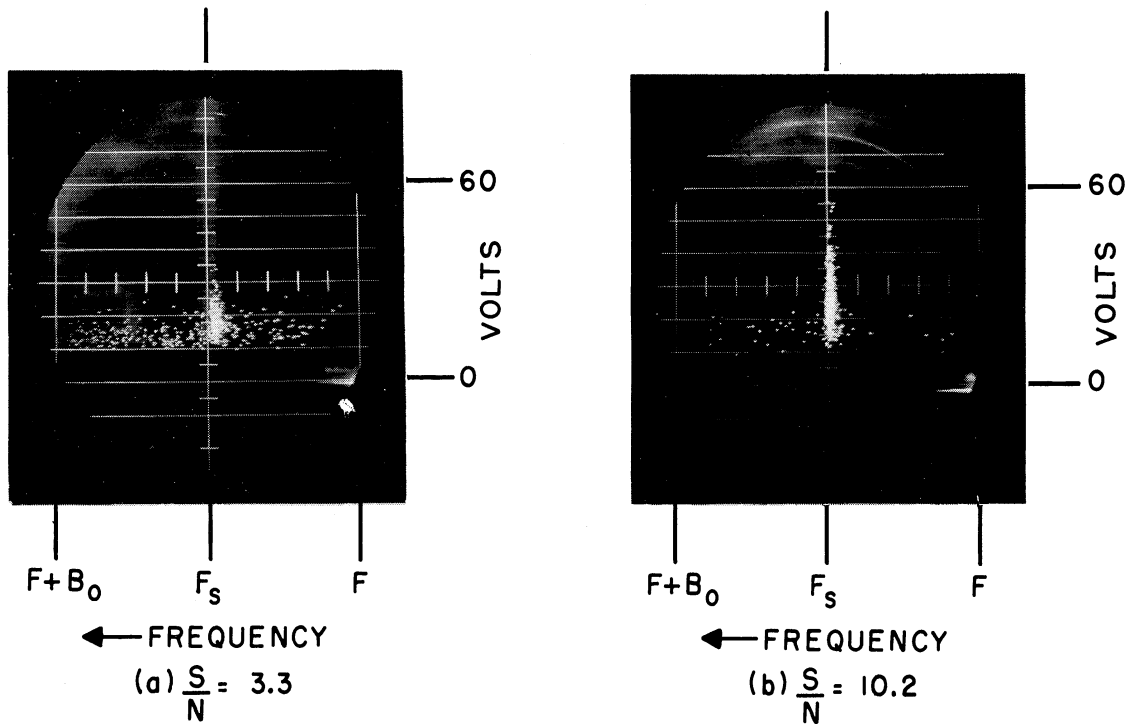 60
VOLTS
0
F+B₀ Fₛ F
← FREQUENCY
(a) S/N = 3.3
60
VOLTS
0
F+B₀ Fₛ F
← FREQUENCY
(b) S/N = 10.2